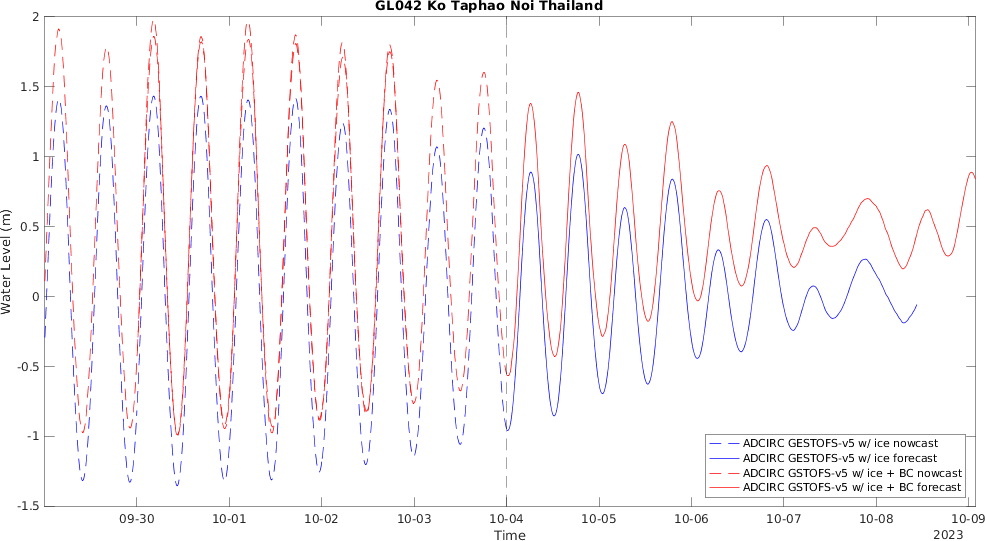 GL042 Ko Taphao Noi Thailand
2
1.5
1
0.5
0
-0.5
-1
-1.5
Water Level (m)
09-30 10-01 10-02 10-03 10-04 10-05 10-06 10-07 10-08 10-09
Time
2023
ADCIRC GESTOFS-v5 w/ ice nowcast
ADCIRC GESTOFS-v5 w/ ice forecast
ADCIRC GSTOFS-v5 w/ ice + BC nowcast
ADCIRC GSTOFS-v5 w/ ice + BC forecast